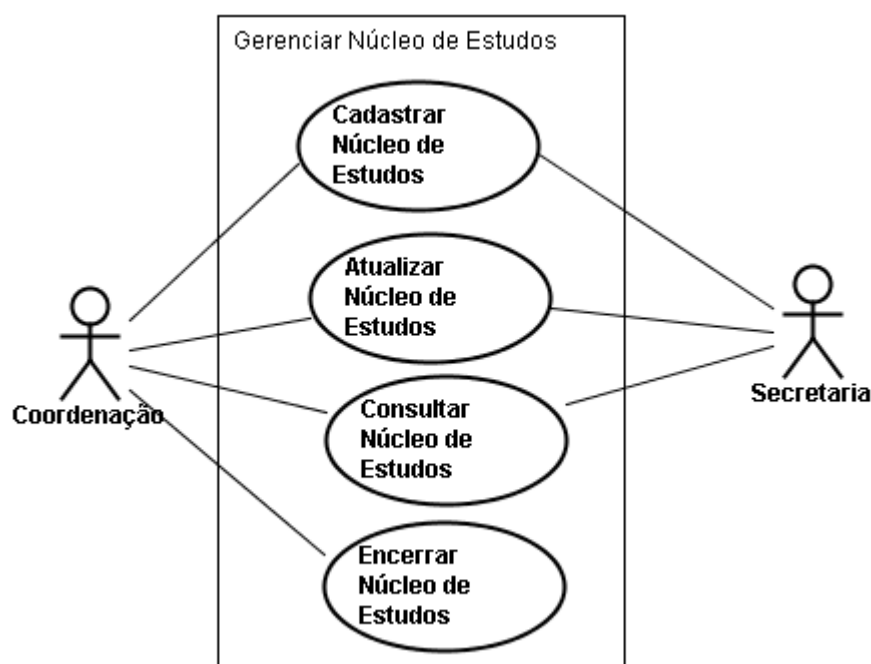 Gerenciar Núcleo de Estudos
Cadastrar
Núcleo de
Estudos
Atualizar
Núcleo de
Estudos
Coordenação
Secretaria
Consultar
Núcleo de
Estudos
Encerrar
Núcleo de
Estudos